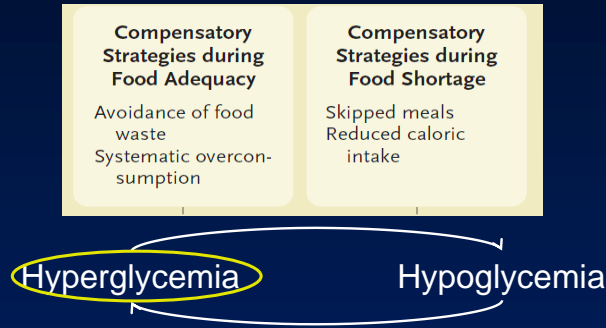 Compensatory
Strategies during
Food Adequacy
Avoidance of food
waste
Systematic overcon-
sumption
Compensatory
Strategies during
Food Shortage
Skipped meals
Reduced caloric
intake
Hyperglycemia
Hypoglycemia